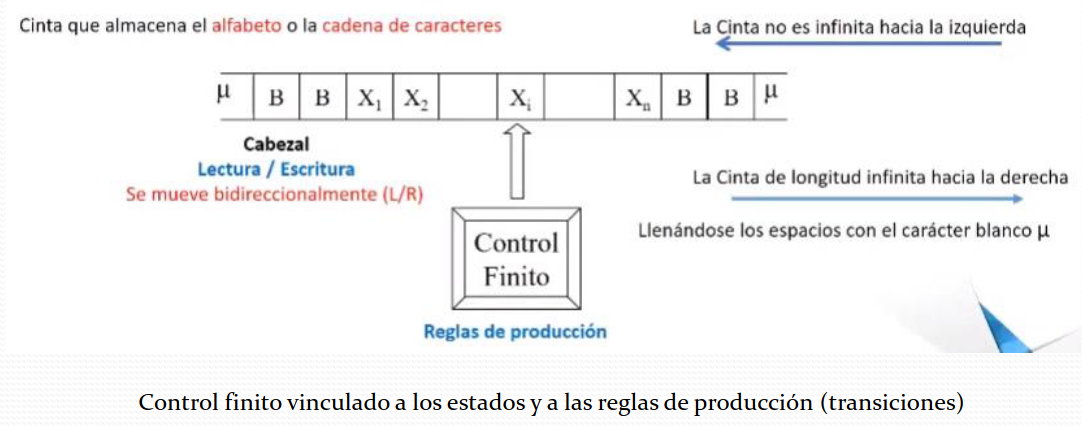 Cinta que almacena el alfabeto o la cadena de caracteres
La Cinta no es infinita hacia la izquierda
μ B B X₁ X₂ Xᵢ Xₙ B B μ
Cabezal
Lectura / Escritura
Se mueve bidireccionalmente (L/R)
La Cinta de longitud infinita hacia la derecha
Llenándose los espacios con el carácter blanco μ
Control
Finito
Reglas de producción
Control finito vinculado a los estados y a las reglas de producción (transiciones)